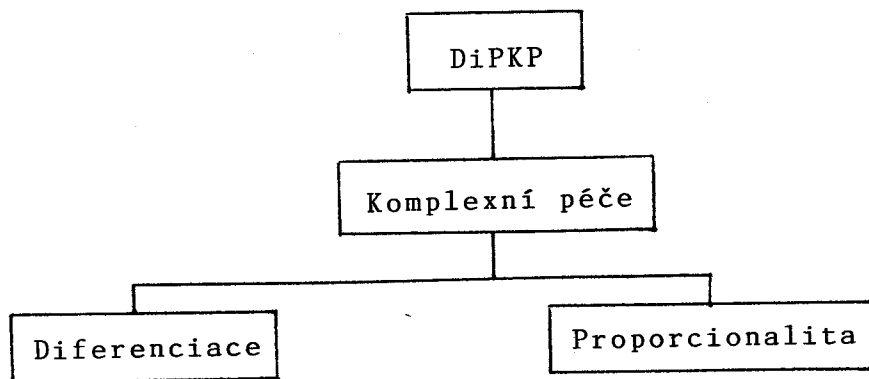 DiPKP
Komplexní péče
Diferenciace
Proporcionalita